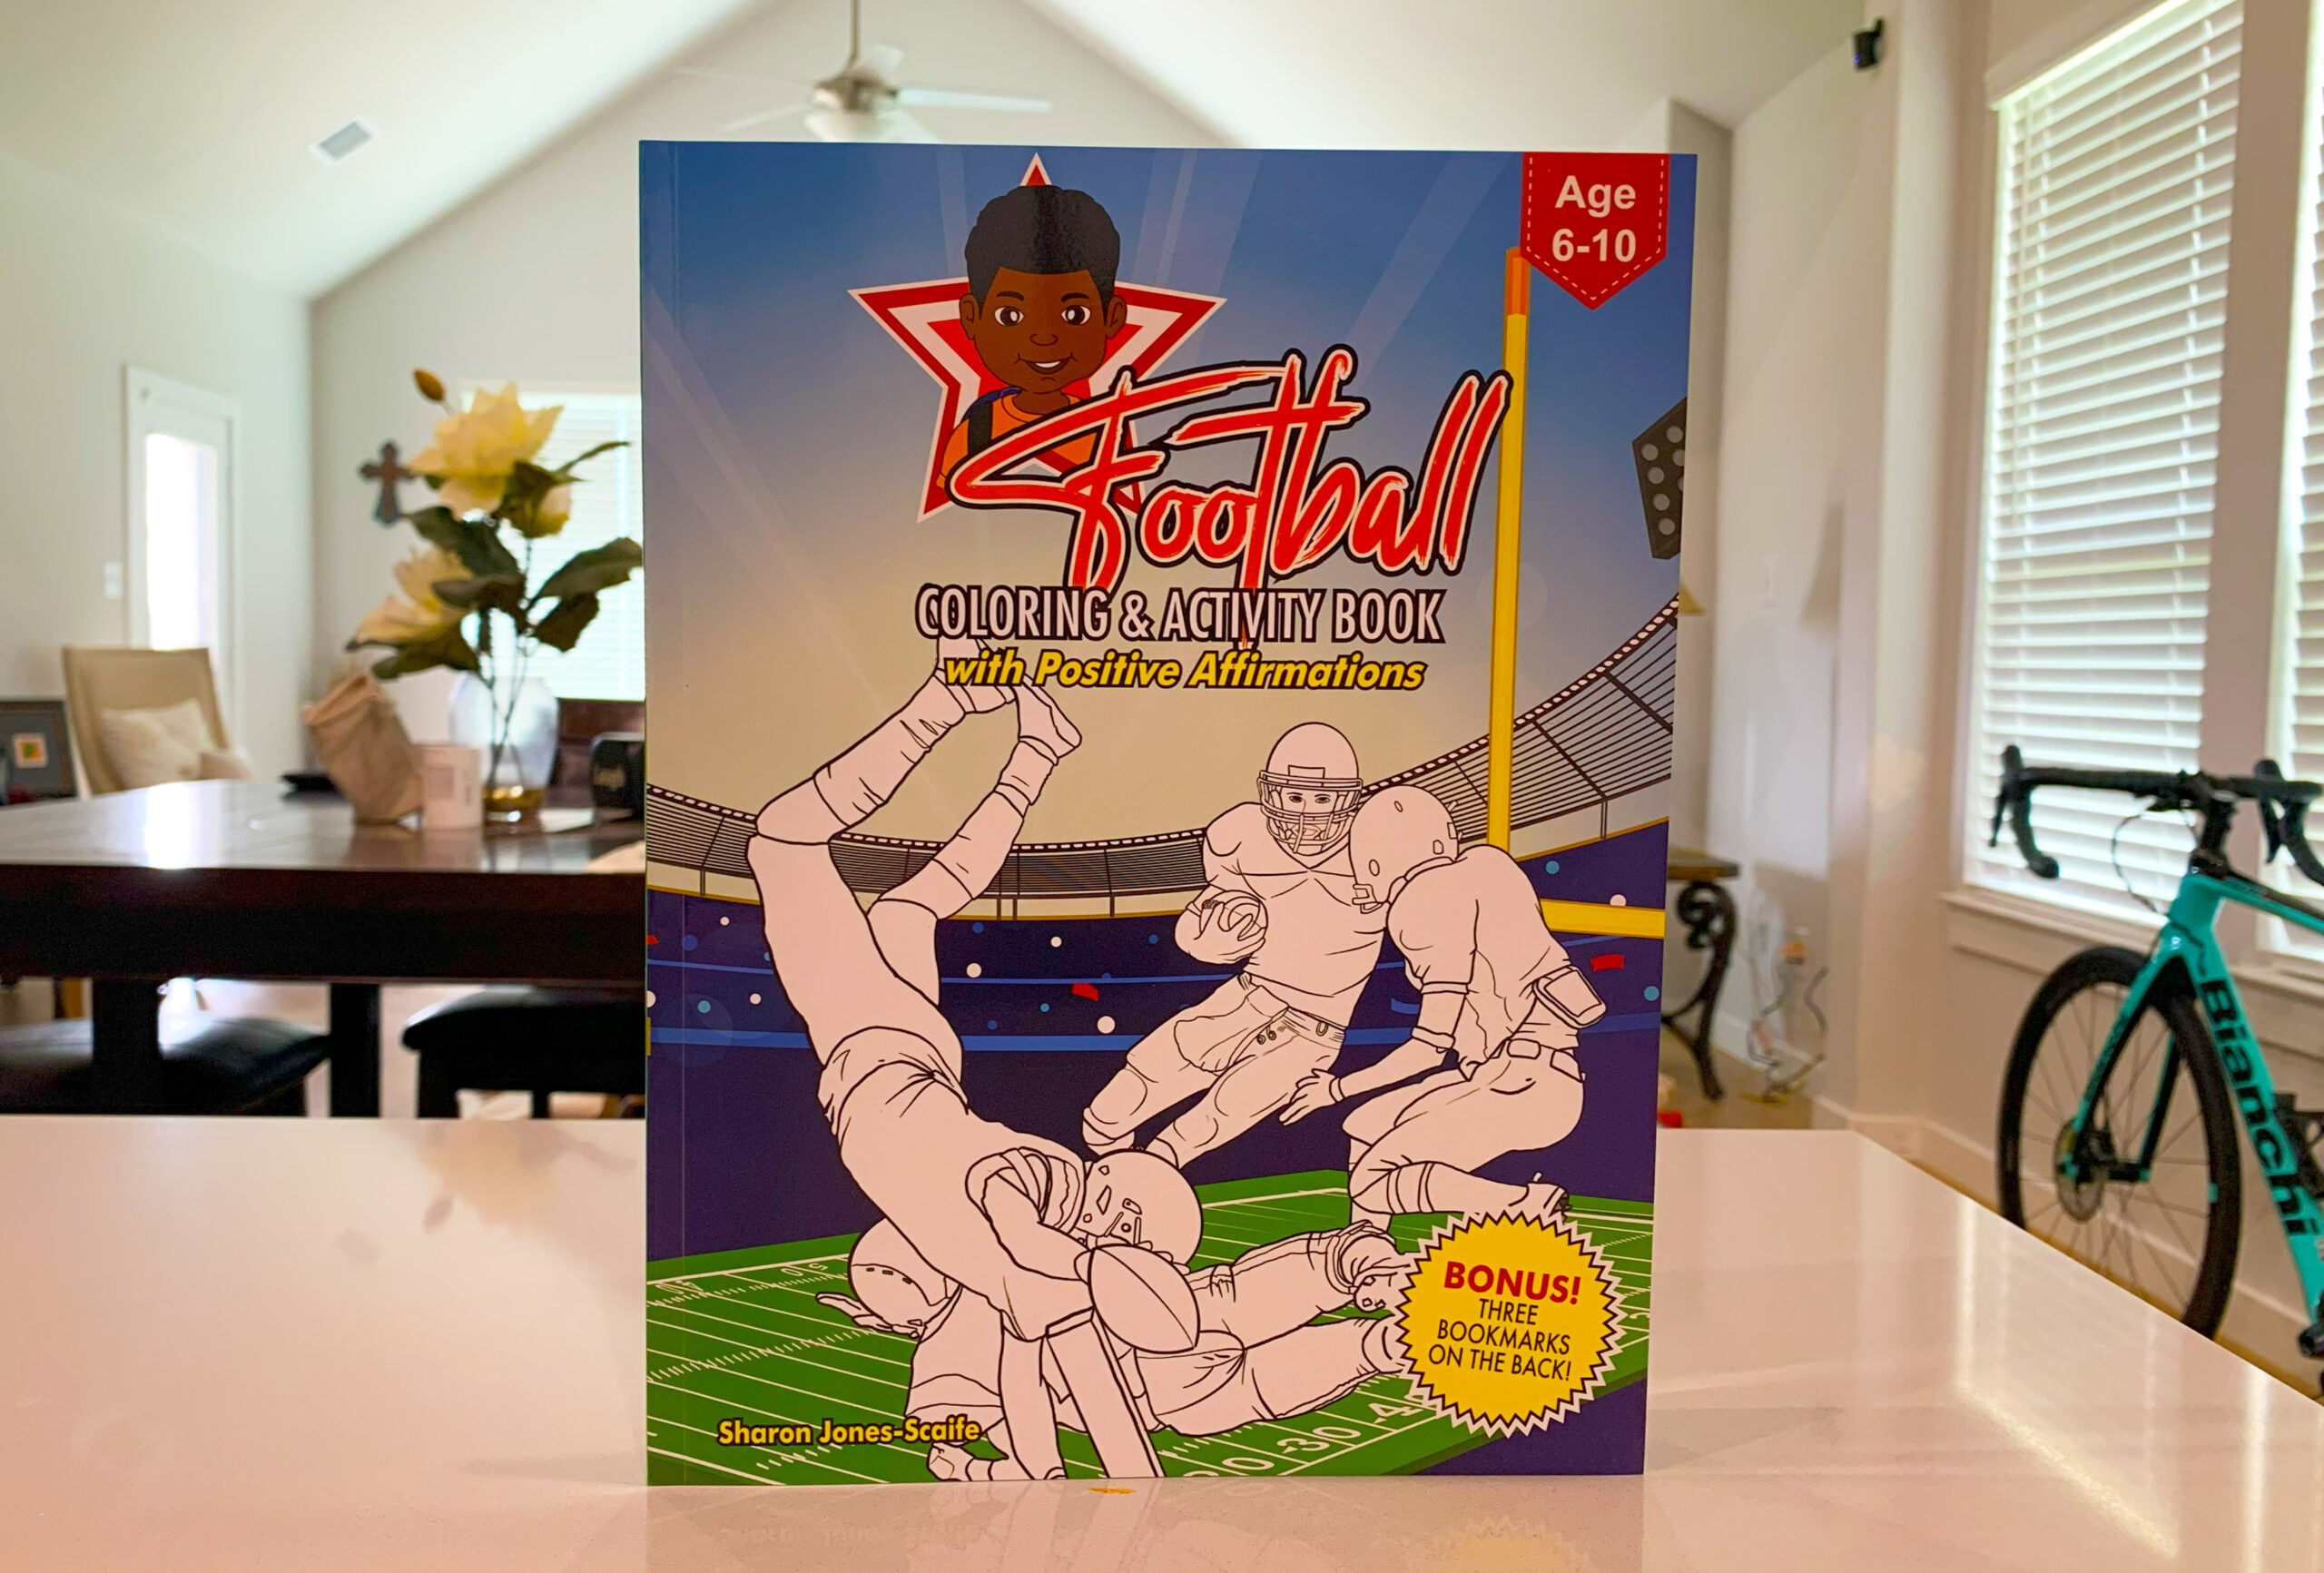 Age
6-10
Football
COLORING & ACTIVITY BOOK
with Positive Affirmations
BONUS!
THREE
BOOKMARKS
ON THE BACK!
Sharon Jones-Scaife
-30
Bianchi